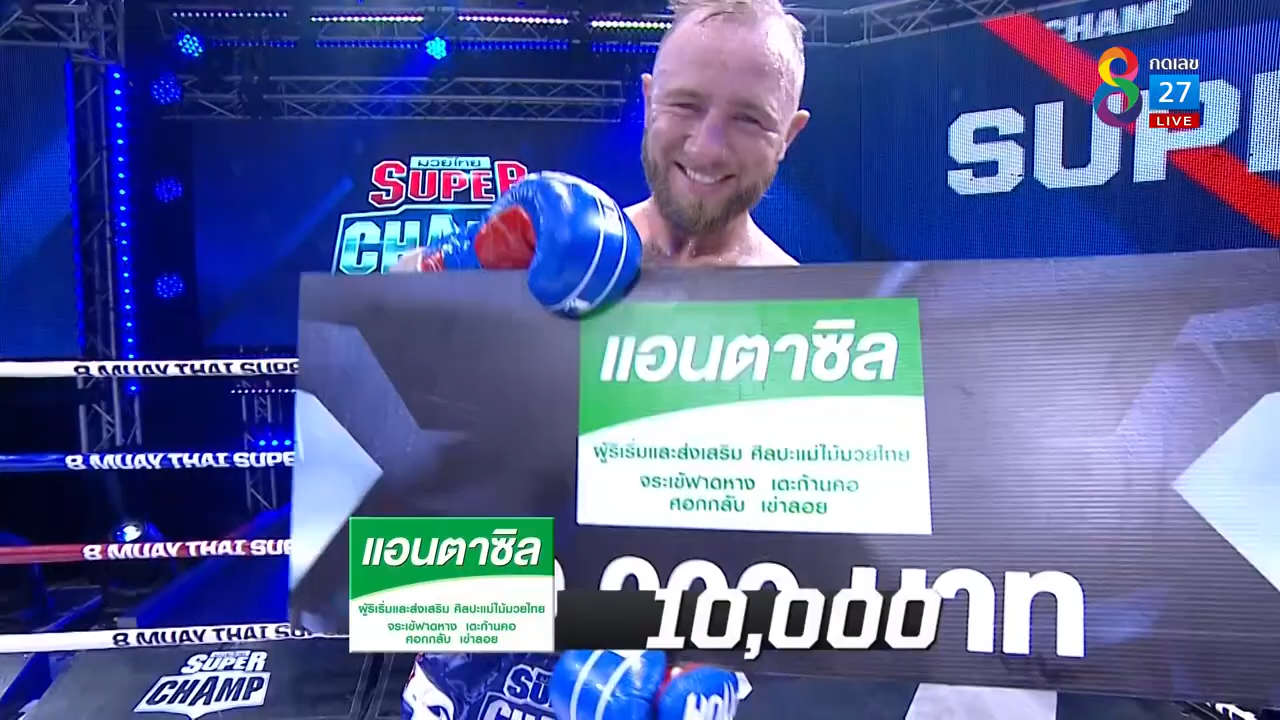 CHAMP
SUPE
8
กดเลข
27
LIVE
มวยไทย
SUPER
แอนตาซิล
ผู้ริเริ่มและส่งเสริม ศิลปะแม่ไม้มวยไทย
จระเข้ฟาดหาง เตะก้านคอ
ศอกกลับ เข่าลอย
8 MUAY THAI SUPER
8 MUAY THAI SUPE
8 MUAY THAI SUP
8 MUAY THAI SU
แอนตาซิล
ผู้ริเริ่มและส่งเสริม ศิลปะแม่ไม้มวยไทย
จระเข้ฟาดหาง เตะก้านคอ
ศอกกลับ เข่าลอย
บาท
10,000
SUPER
CHAMP